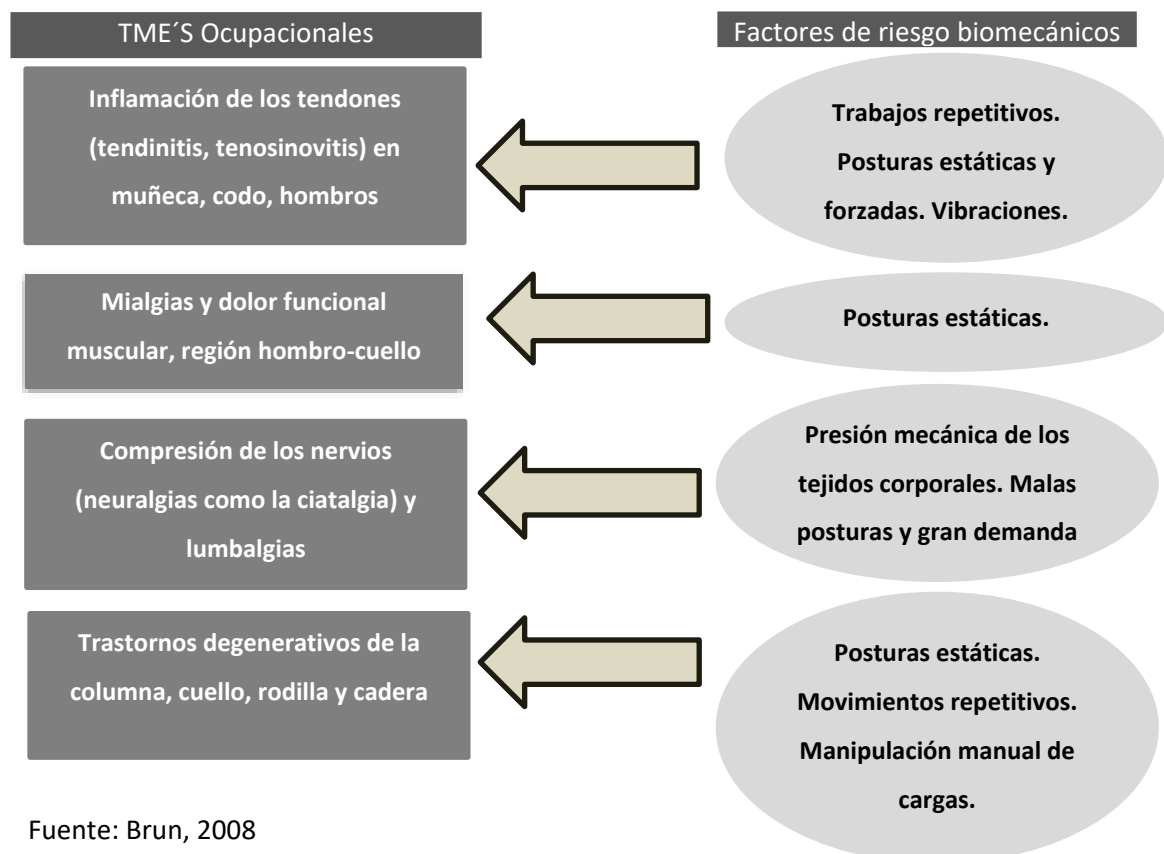 TME´S Ocupacionales
Factores de riesgo biomecánicos
Inflamación de los tendones
(tendinitis, tenosinovitis) en
muñeca, codo, hombros
Trabajos repetitivos.
Posturas estáticas y
forzadas. Vibraciones.
Mialgias y dolor funcional
muscular, región hombro-cuello
Posturas estáticas.
Compresión de los nervios
(neuralgias como la ciatalgia) y
lumbalgias
Presión mecánica de los
tejidos corporales. Malas
posturas y gran demanda
Trastornos degenerativos de la
columna, cuello, rodilla y cadera
Posturas estáticas.
Movimientos repetitivos.
Manipulación manual de
cargas.
Fuente: Brun, 2008